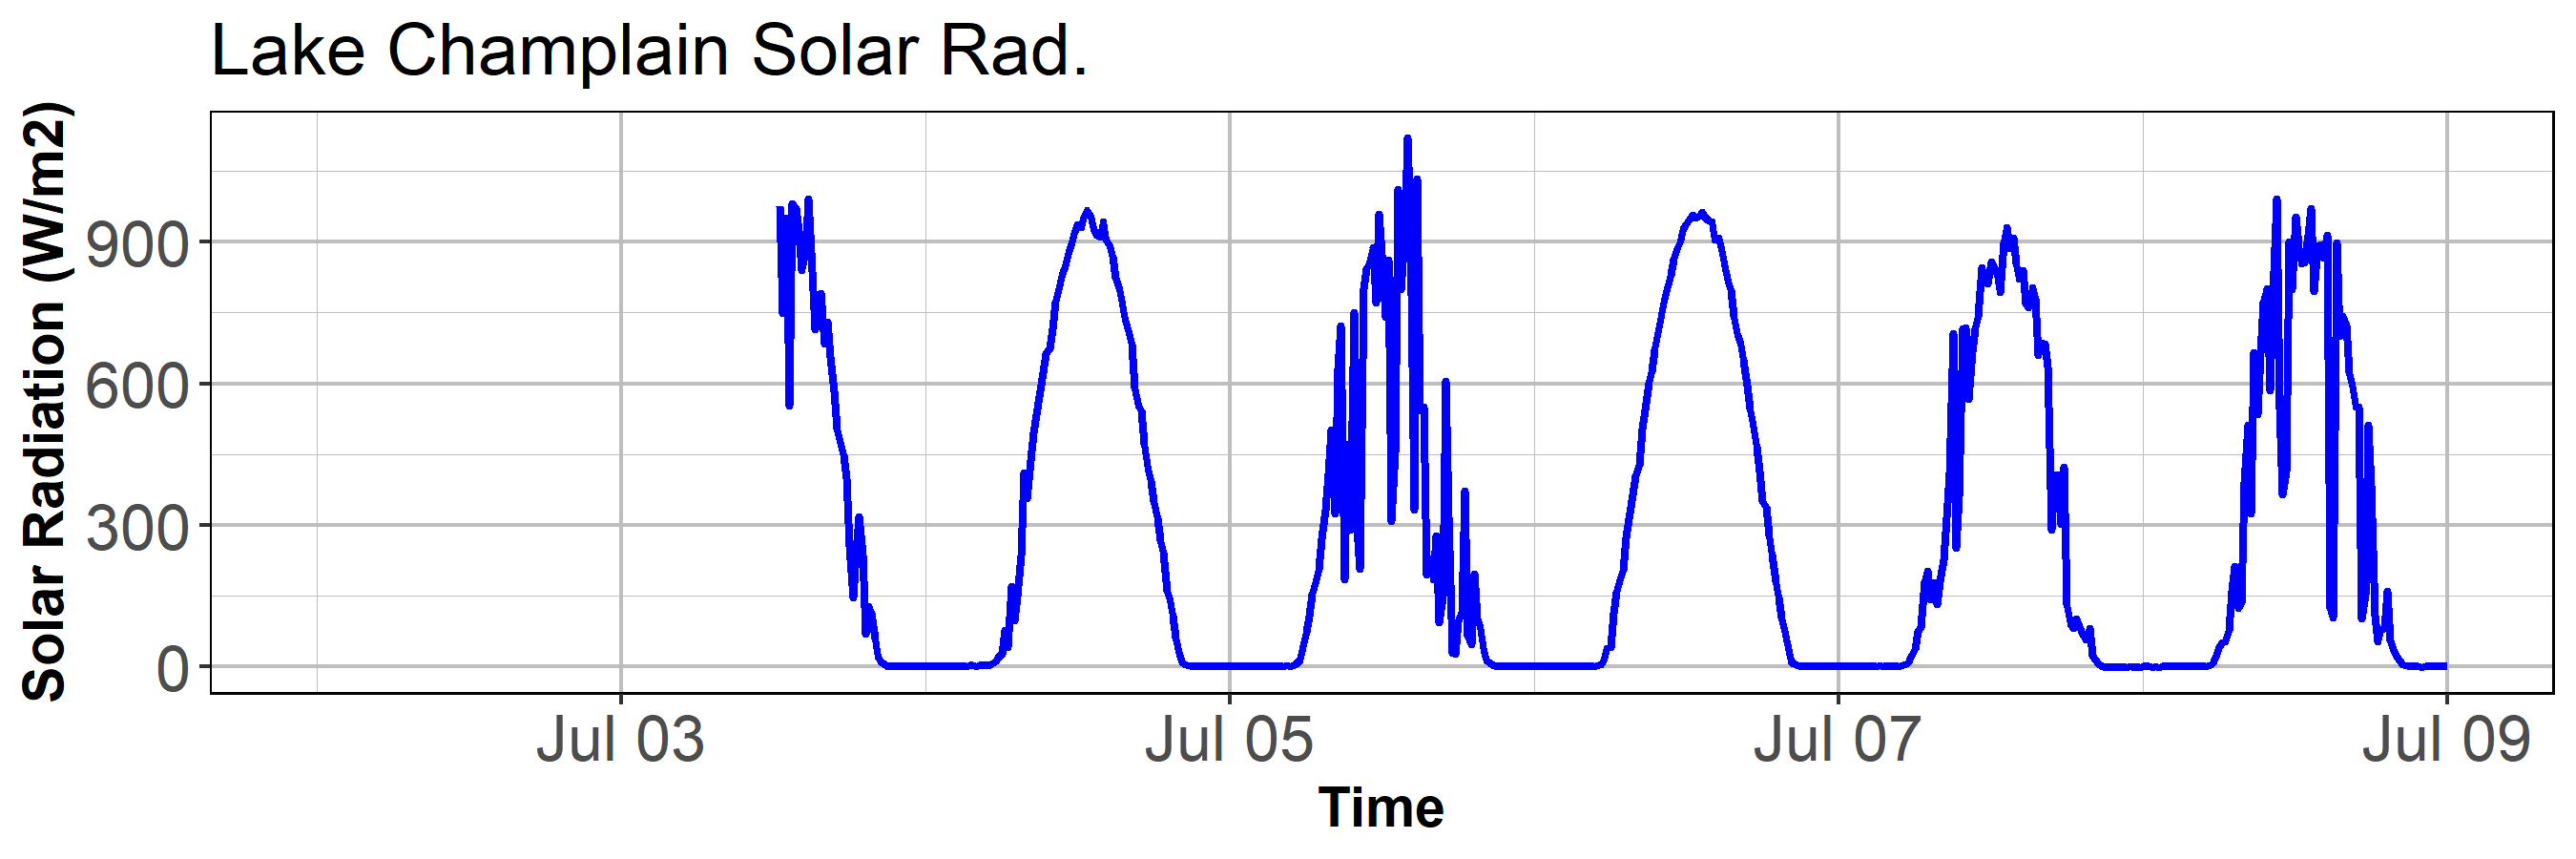 Lake Champlain Solar Rad.
Solar Radiation (W/m2)
900
600
300
0
Jul 03
Jul 05
Jul 07
Jul 09
Time